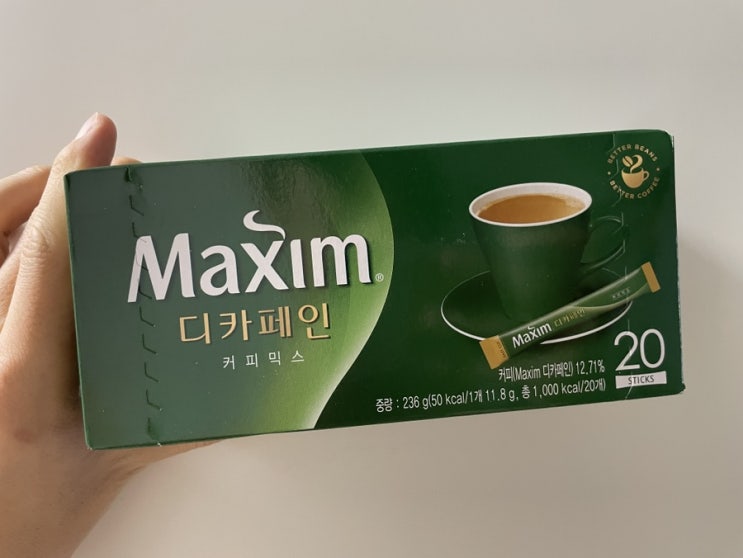 BETTER BEANS
BETTER COFFEE
Maxim®
디카페인
커피믹스
Maxim 디카페인
커피(Maxim 디카페인) 12.71%
중량 : 236 g(50 kcal/1개 11.8 g, 총 1,000 kcal/20개)
20
STICKS